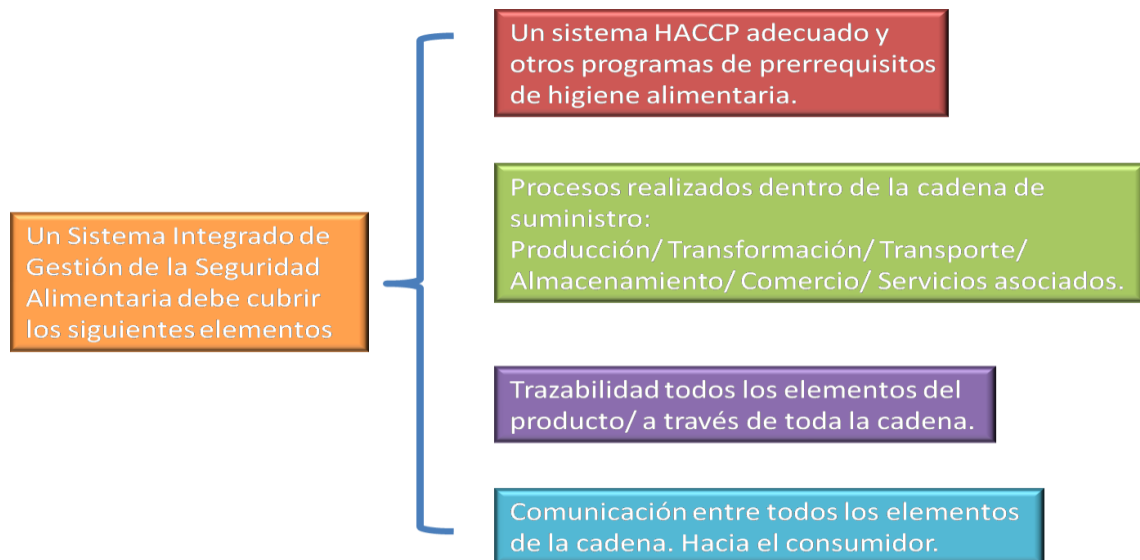 Un Sistema Integrado de
Gestión de la Seguridad
Alimentaria debe cubrir
los siguientes elementos
Un sistema HACCP adecuado y
otros programas de prerrequisitos
de higiene alimentaria.
Procesos realizados dentro de la cadena de
suministro:
Producción/ Transformación/ Transporte/
Almacenamiento/ Comercio/ Servicios asociados.
Trazabilidad todos los elementos del
producto/ a través de toda la cadena.
Comunicación entre todos los elementos
de la cadena. Hacia el consumidor.